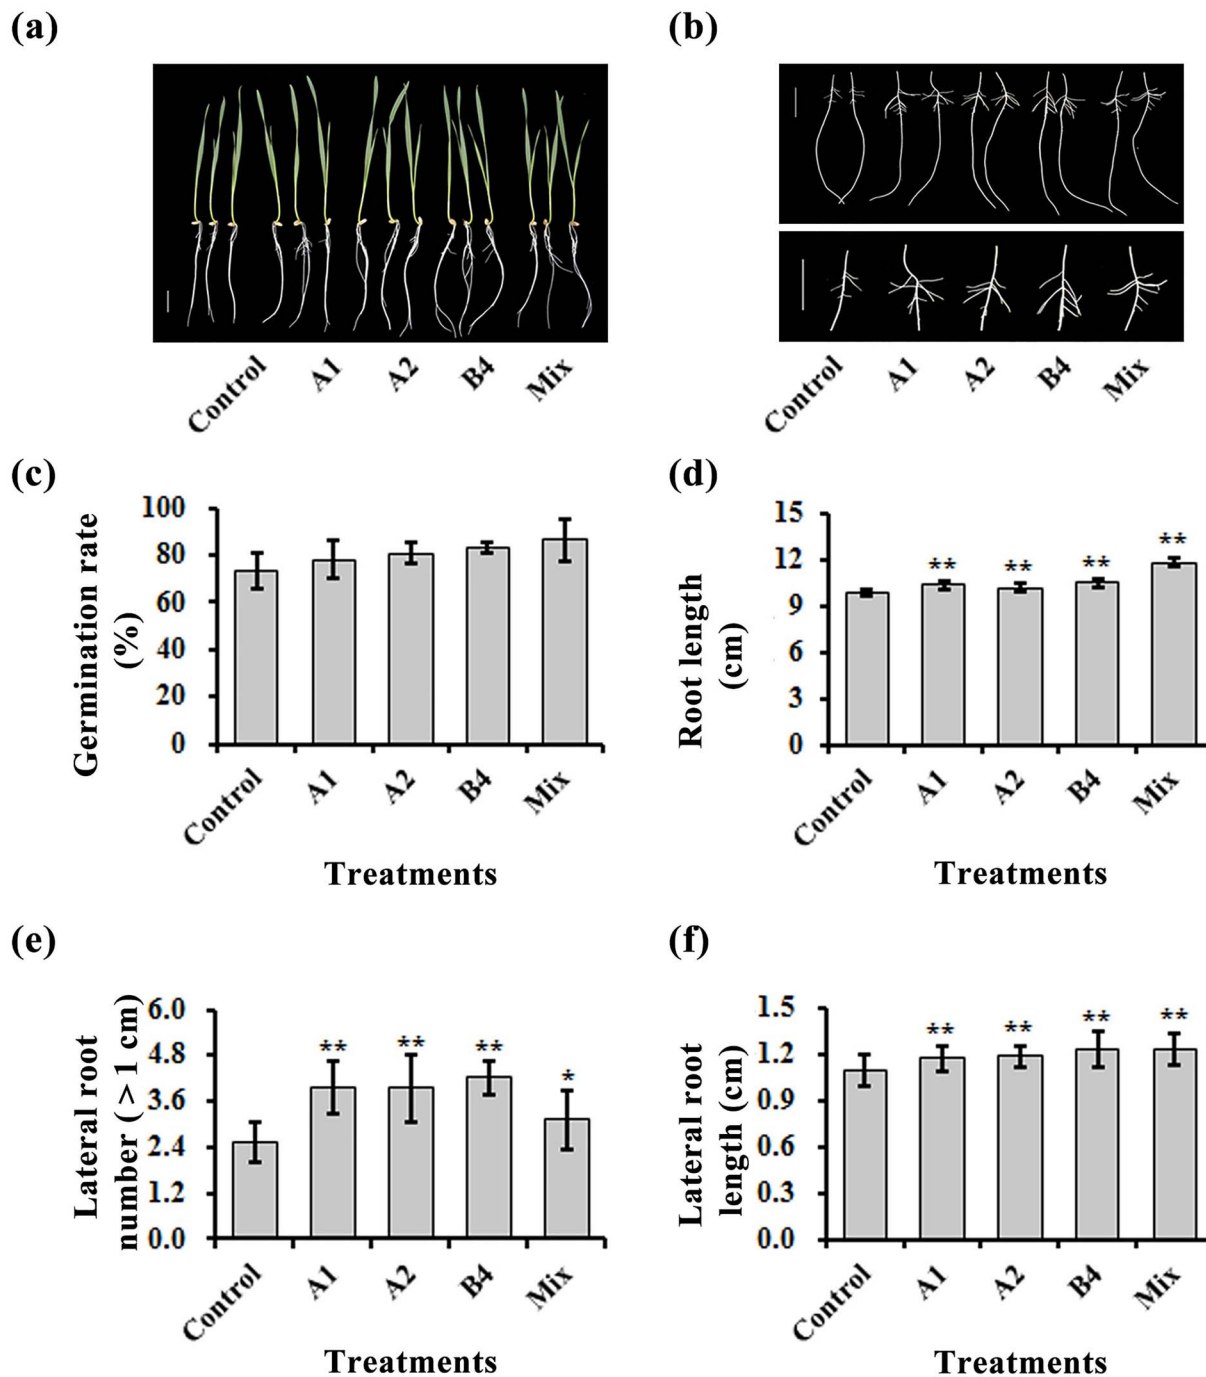 (a)
Control
A1
A2
B4
Mix
(b)
Control
A1
A2
B4
Mix
(c)
Germination rate
(%)
100
80
60
40
20
0
Control
A1
A2
B4
Mix
Treatments
(d)
Root length
(cm)
15
12
9
6
3
0
**
**
**
**
Control
A1
A2
B4
Mix
Treatments
(e)
Lateral root
number (> 1 cm)
6.0
4.8
3.6
2.4
1.2
0.0
**
**
**
*
Control
A1
A2
B4
Mix
Treatments
(f)
Lateral root
length (cm)
1.5
1.2
0.9
0.6
0.3
0.0
**
**
**
**
Control
A1
A2
B4
Mix
Treatments